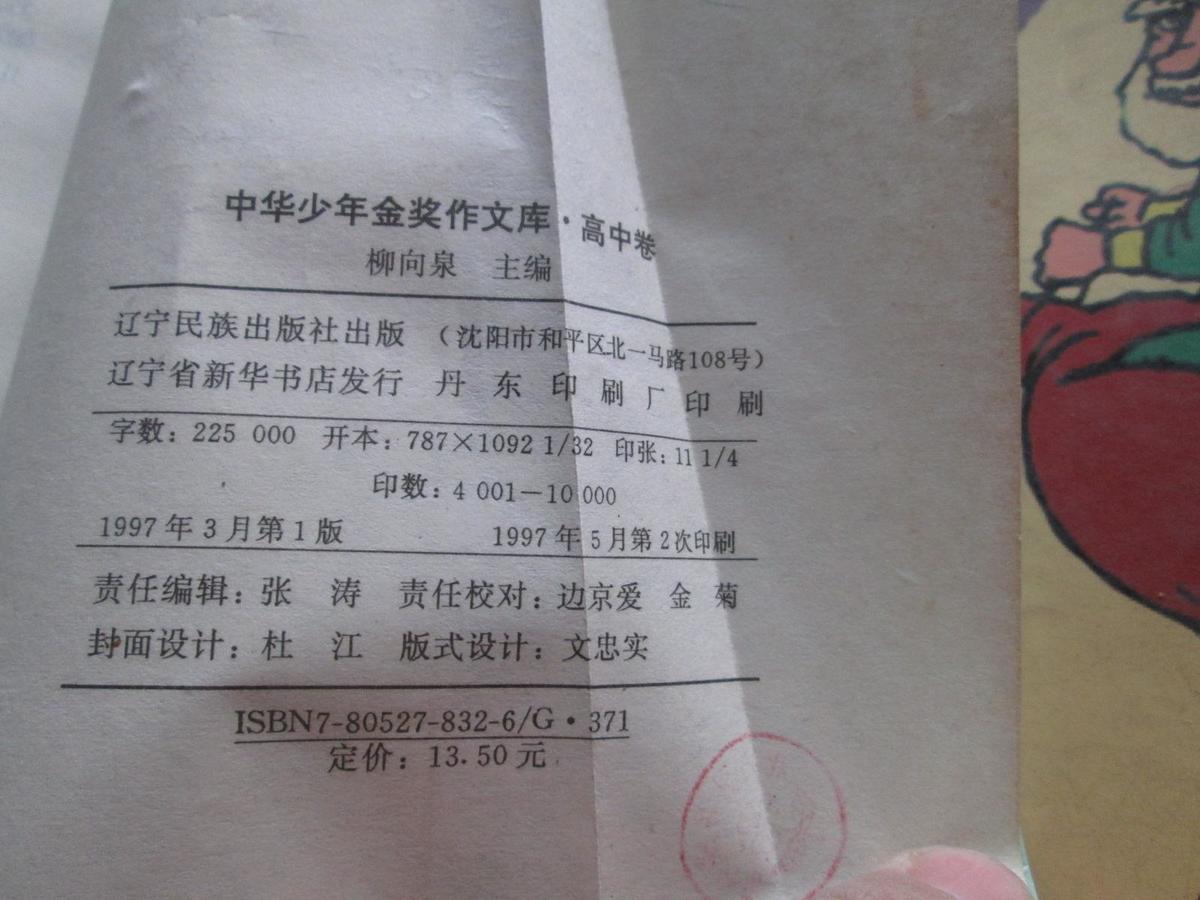 中华少年金奖作文库·高中卷
柳向泉 主编
辽宁民族出版社出版 (沈阳市和平区北一马路108号)
辽宁省新华书店发行 丹 东 印 刷 厂 印 刷
字数: 225 000 开本: 787×1092 1/32 印张: 11 1/4
印数: 4 001—10 000
1997年3月第1版 1997年5月第2次印刷
责任编辑: 张 涛 责任校对: 边京爱 金 菊
封面设计: 杜 江 版式设计: 文忠实
ISBN7-80527-832-6/G·371
定价: 13.50元